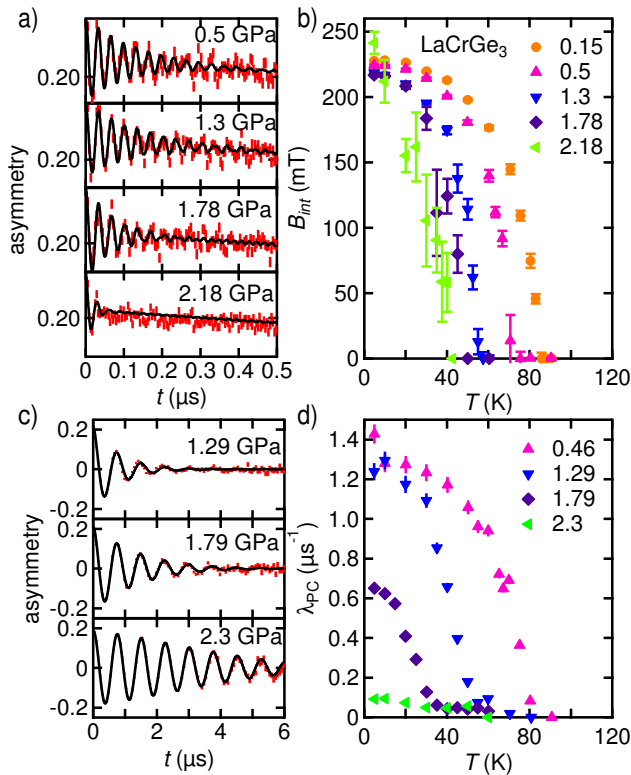 a)
0.5 GPa
0.20
1.3 GPa
0.20
1.78 GPa
0.20
2.18 GPa
0.20
asymmetry
0 0.1 0.2 0.3 0.4 0.5
t (μs)
b)
LaCrGe3
0.15
0.5
1.3
1.78
2.18
250
200
150
100
50
0
Bint (mT)
0 40 80 120
T (K)
c)
0.2
0
-0.2
1.29 GPa
0.2
0
-0.2
1.79 GPa
0.2
0
-0.2
2.3 GPa
asymmetry
0 2 4 6
t (μs)
d)
0.46
1.29
1.79
2.3
1.4
1.2
1.0
0.8
0.6
0.4
0.2
0
λPC (μs-1)
0 40 80 120
T (K)